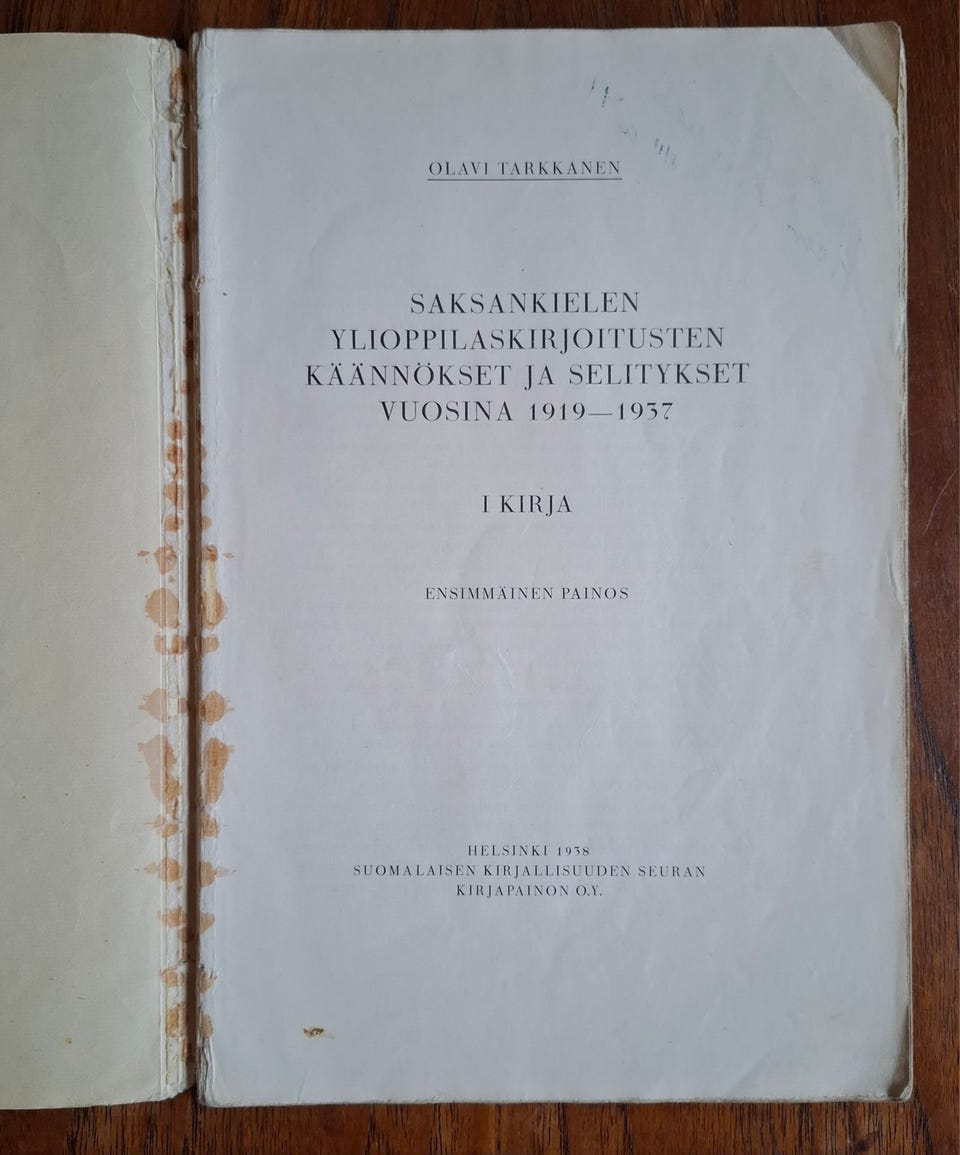 OLAVI TARKKANEN
SAKSANKIELEN
YLIOPPILASKIRJOITUSTEN
KÄÄNNÖKSET JA SELITYKSET
VUOSINA 1919—1937
I KIRJA
ENSIMMÄINEN PAINOS
HELSINKI 1938
SUOMALAISEN KIRJALLISUUDEN SEURAN
KIRJAPAINON O.Y.